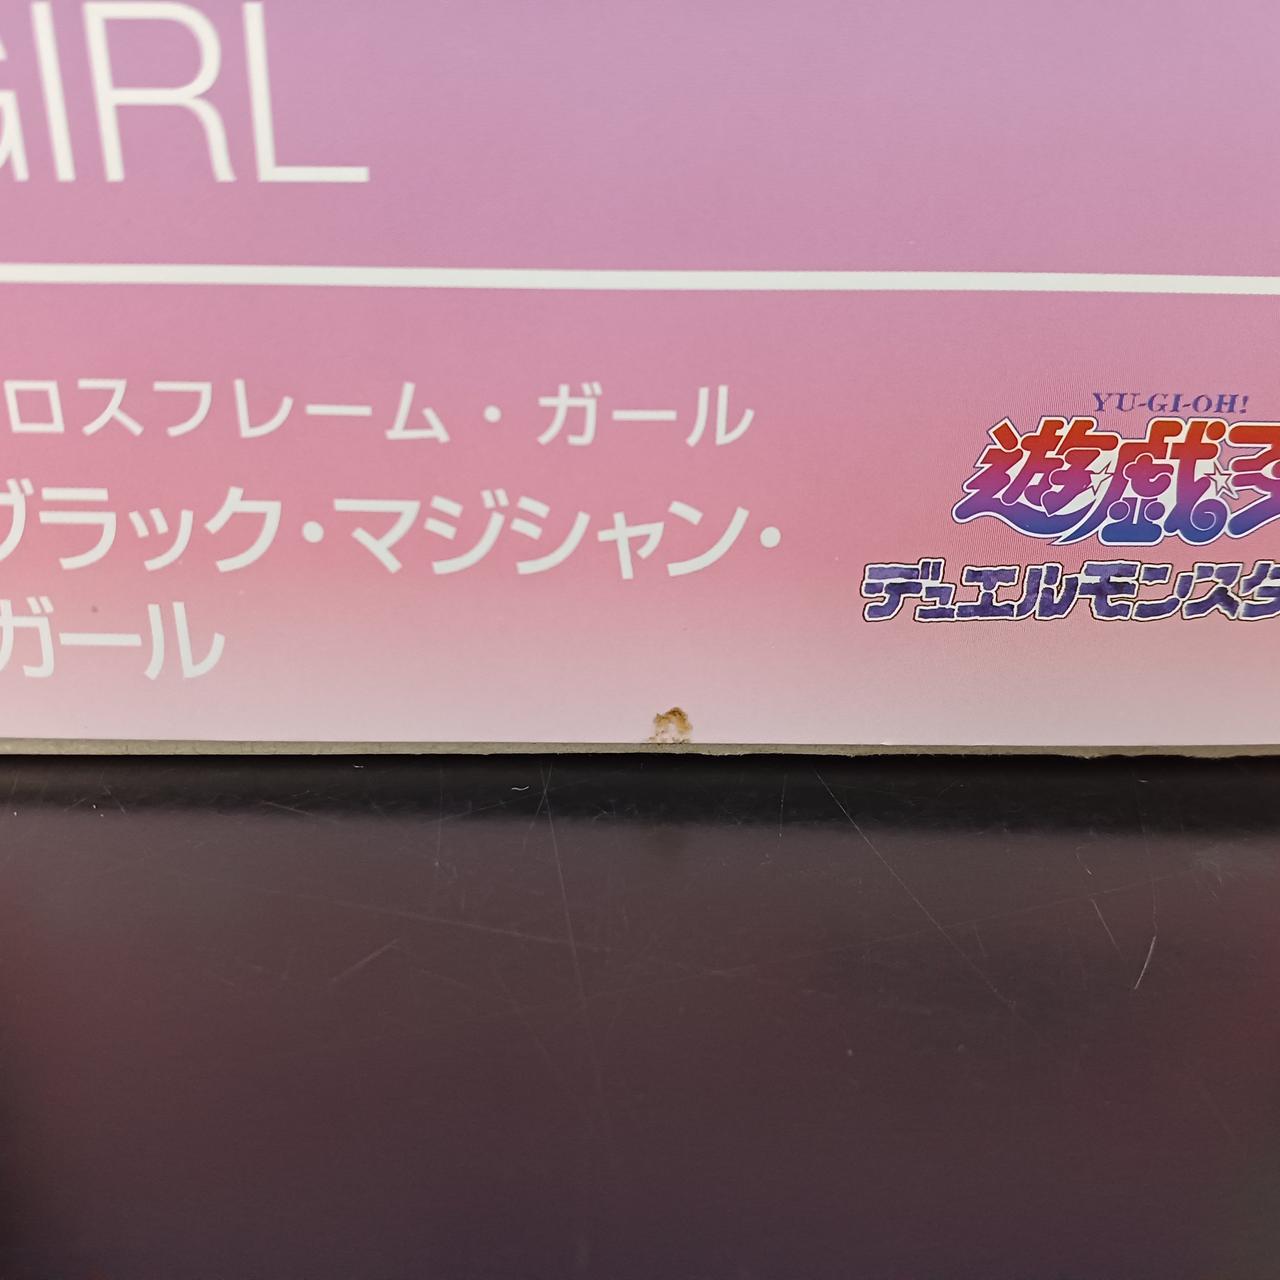 GIRL
ロスフレーム・ガール
ブラック・マジシャン・
ガール
YU-GI-OH!
遊☆戯☆王
デュエルモンスタ